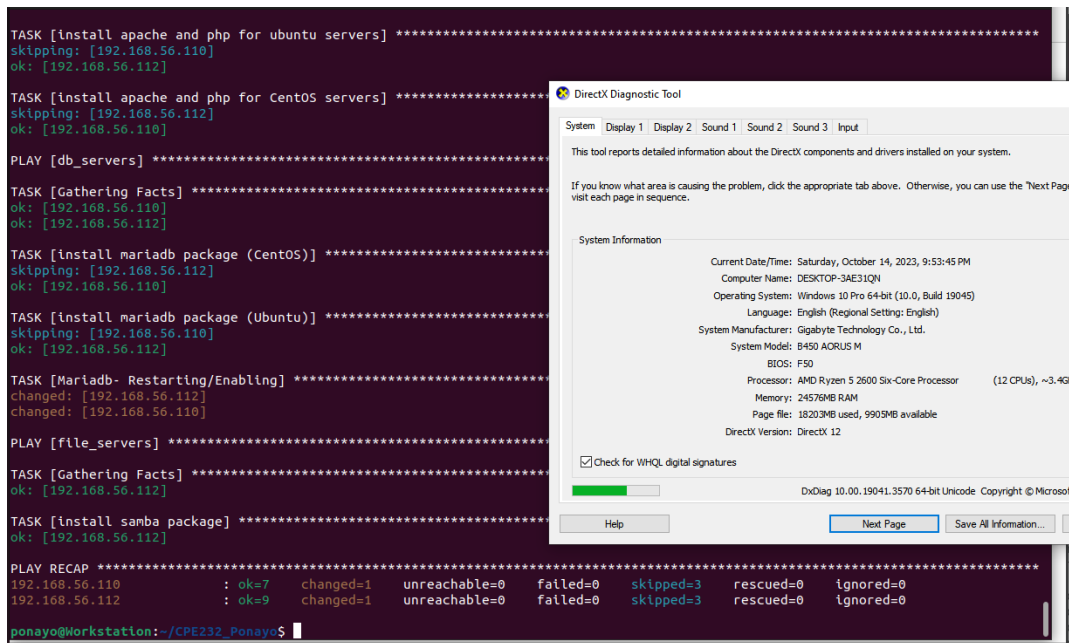 TASK [install apache and php for ubuntu servers] **********************************************************************************
skipping: [192.168.56.110]
ok: [192.168.56.112]
TASK [install apache and php for CentOS servers] ********************
skipping: [192.168.56.112]
ok: [192.168.56.110]
PLAY [db_servers] ***************************************************
TASK [Gathering Facts] **********************************************
ok: [192.168.56.110]
ok: [192.168.56.112]
TASK [install mariadb package (CentOS)] *****************************
skipping: [192.168.56.112]
ok: [192.168.56.110]
TASK [install mariadb package (Ubuntu)] *****************************
skipping: [192.168.56.110]
ok: [192.168.56.112]
TASK [Mariadb- Restarting/Enabling] *********************************
changed: [192.168.56.112]
changed: [192.168.56.110]
PLAY [file_servers] *************************************************
TASK [Gathering Facts] **********************************************
ok: [192.168.56.112]
TASK [install samba package] ****************************************
ok: [192.168.56.112]
PLAY RECAP ************************************************************************************************************************
192.168.56.110 : ok=7 changed=1 unreachable=0 failed=0 skipped=3 rescued=0 ignored=0
192.168.56.112 : ok=9 changed=1 unreachable=0 failed=0 skipped=3 rescued=0 ignored=0
ponayo@Workstation:~/CPE232_Ponayo$
DirectX Diagnostic Tool
System Display 1 Display 2 Sound 1 Sound 2 Sound 3 Input
This tool reports detailed information about the DirectX components and drivers installed on your system.
If you know what area is causing the problem, click the appropriate tab above. Otherwise, you can use the "Next Page
visit each page in sequence.
System Information
Current Date/Time: Saturday, October 14, 2023, 9:53:45 PM
Computer Name: DESKTOP-3AE31QN
Operating System: Windows 10 Pro 64-bit (10.0, Build 19045)
Language: English (Regional Setting: English)
System Manufacturer: Gigabyte Technology Co., Ltd.
System Model: B450 AORUS M
BIOS: F50
Processor: AMD Ryzen 5 2600 Six-Core Processor (12 CPUs), ~3.4G
Memory: 24576MB RAM
Page file: 18203MB used, 9905MB available
DirectX Version: DirectX 12
Check for WHQL digital signatures
DxDiag 10.00.19041.3570 64-bit Unicode Copyright © Microsof
Help Next Page Save All Information...